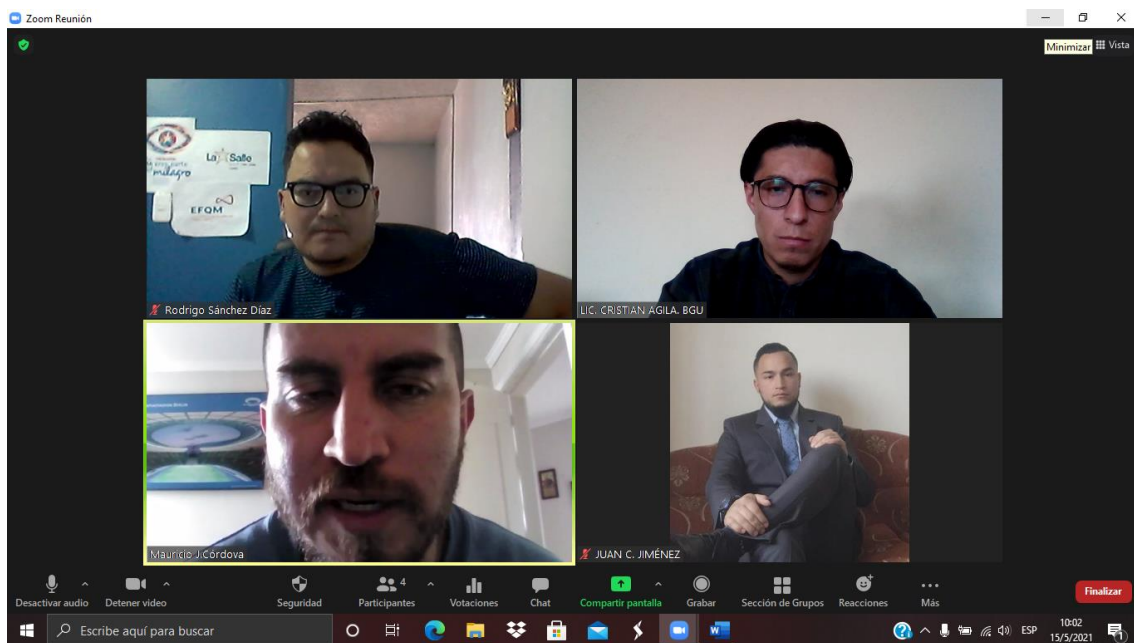 Zoom Reunión
Minimizar
Vista
milagro
La Salle
EFQM
Rodrigo Sánchez Díaz
LIC. CRISTIAN AGILA. BGU
Mauricio J.Córdova
JUAN C. JIMÉNEZ
4
Desactivar audio
Detener video
Seguridad
Participantes
Votaciones
Chat
Compartir pantalla
Grabar
Sección de Grupos
Reacciones
Más
Finalizar
Escribe aquí para buscar
ESP
10:02
15/5/2021